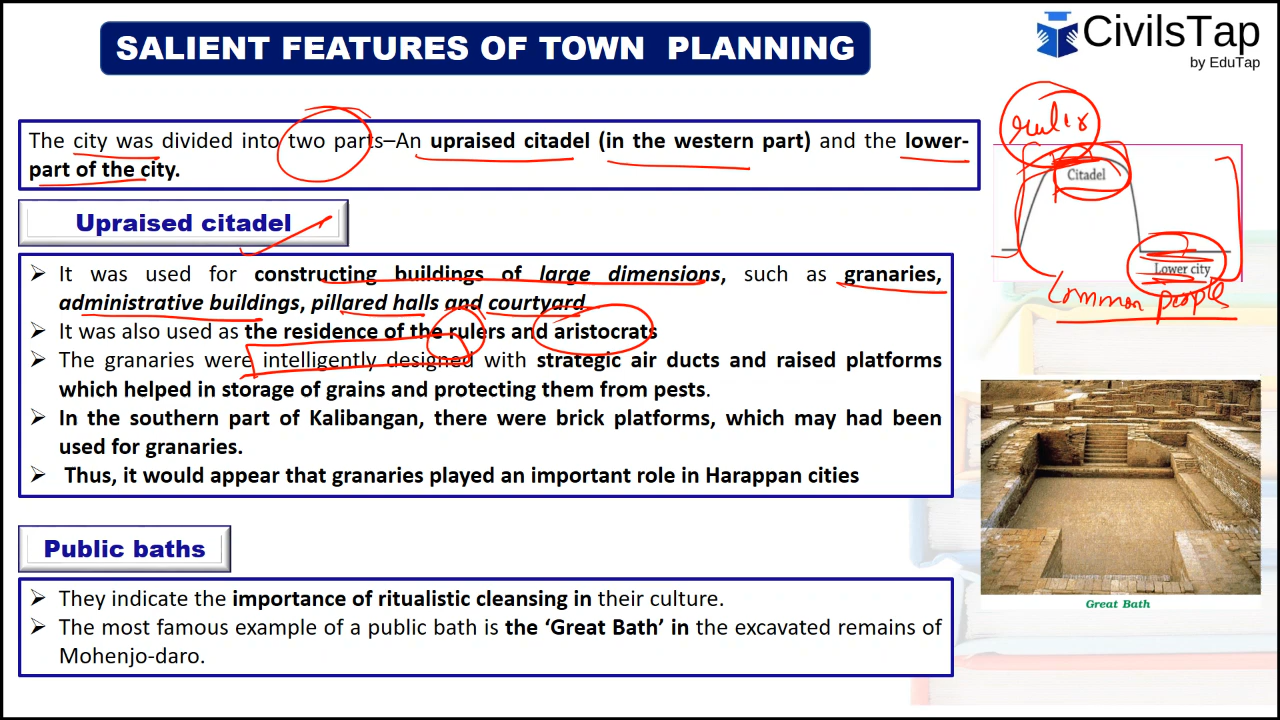 SALIENT FEATURES OF TOWN PLANNING
CivilsTap
by EduTap
The city was divided into two parts–An upraised citadel (in the western part) and the lower-
part of the city.
rulers
Citadel
Lower city
Common people
Upraised citadel
➢ It was used for constructing buildings of large dimensions, such as granaries,
administrative buildings, pillared halls and courtyard
➢ It was also used as the residence of the rulers and aristocrats
➢ The granaries were intelligently designed with strategic air ducts and raised platforms
which helped in storage of grains and protecting them from pests.
➢ In the southern part of Kalibangan, there were brick platforms, which may had been
used for granaries.
➢ Thus, it would appear that granaries played an important role in Harappan cities
Great Bath
Public baths
➢ They indicate the importance of ritualistic cleansing in their culture.
➢ The most famous example of a public bath is the ‘Great Bath’ in the excavated remains of
Mohenjo-daro.